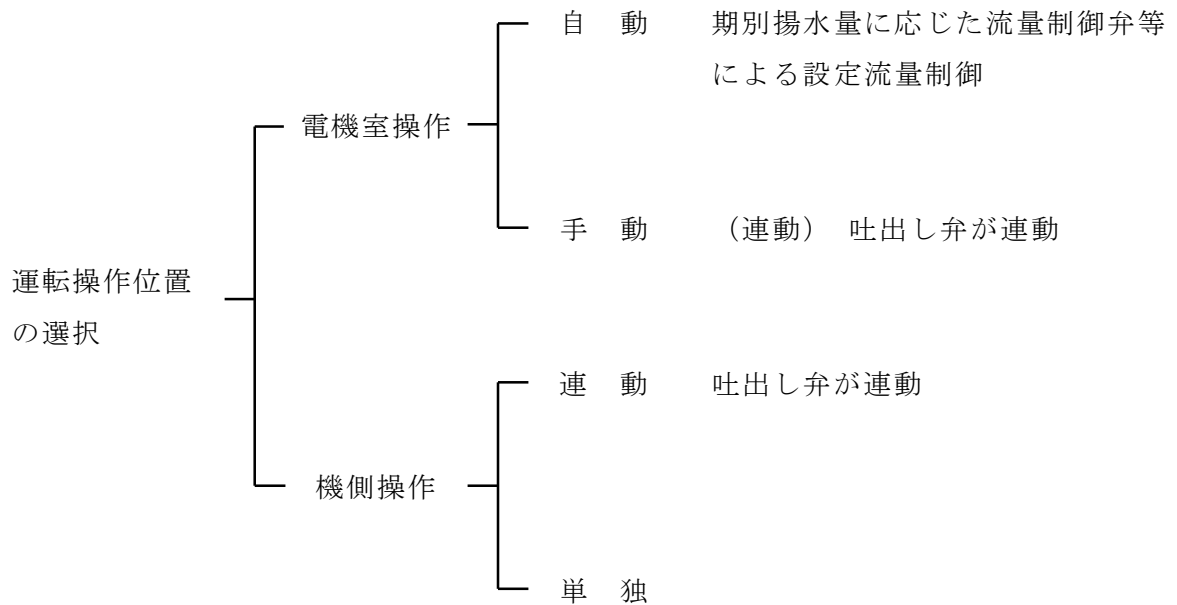 自　動　期別揚水量に応じた流量制御弁等
による設定流量制御
電機室操作
手　動　（連動）　吐出し弁が連動
運転操作位置
の選択
連　動　吐出し弁が連動
機側操作
単　独